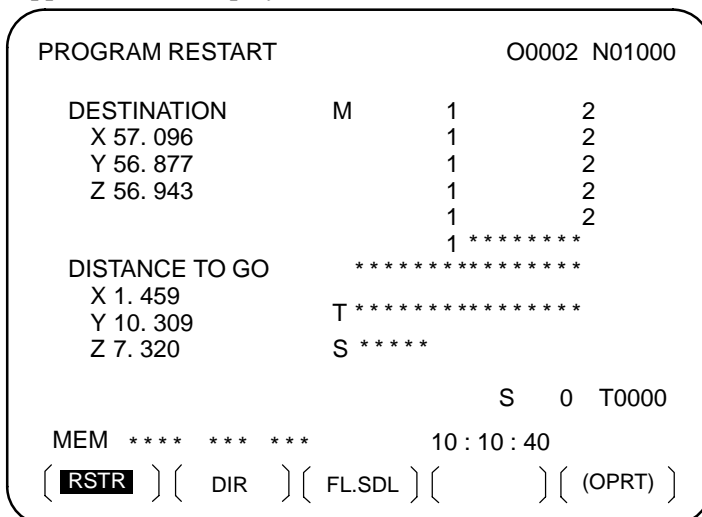 PROGRAM RESTART O0002 N01000
DESTINATION M 1 2
X 57. 096 1 2
Y 56. 877 1 2
Z 56. 943 1 2
1 2
1 * * * * * * * *
DISTANCE TO GO * * * * * * * * * * * * * * * *
X 1. 459
Y 10. 309 T * * * * * * * * * * * * * * * *
Z 7. 320 S * * * * *
S 0 T0000
MEM * * * * * * * * * * 10 : 10 : 40
[ RSTR ] [ DIR ] [ FL.SDL ] [ ] [ (OPRT) ]